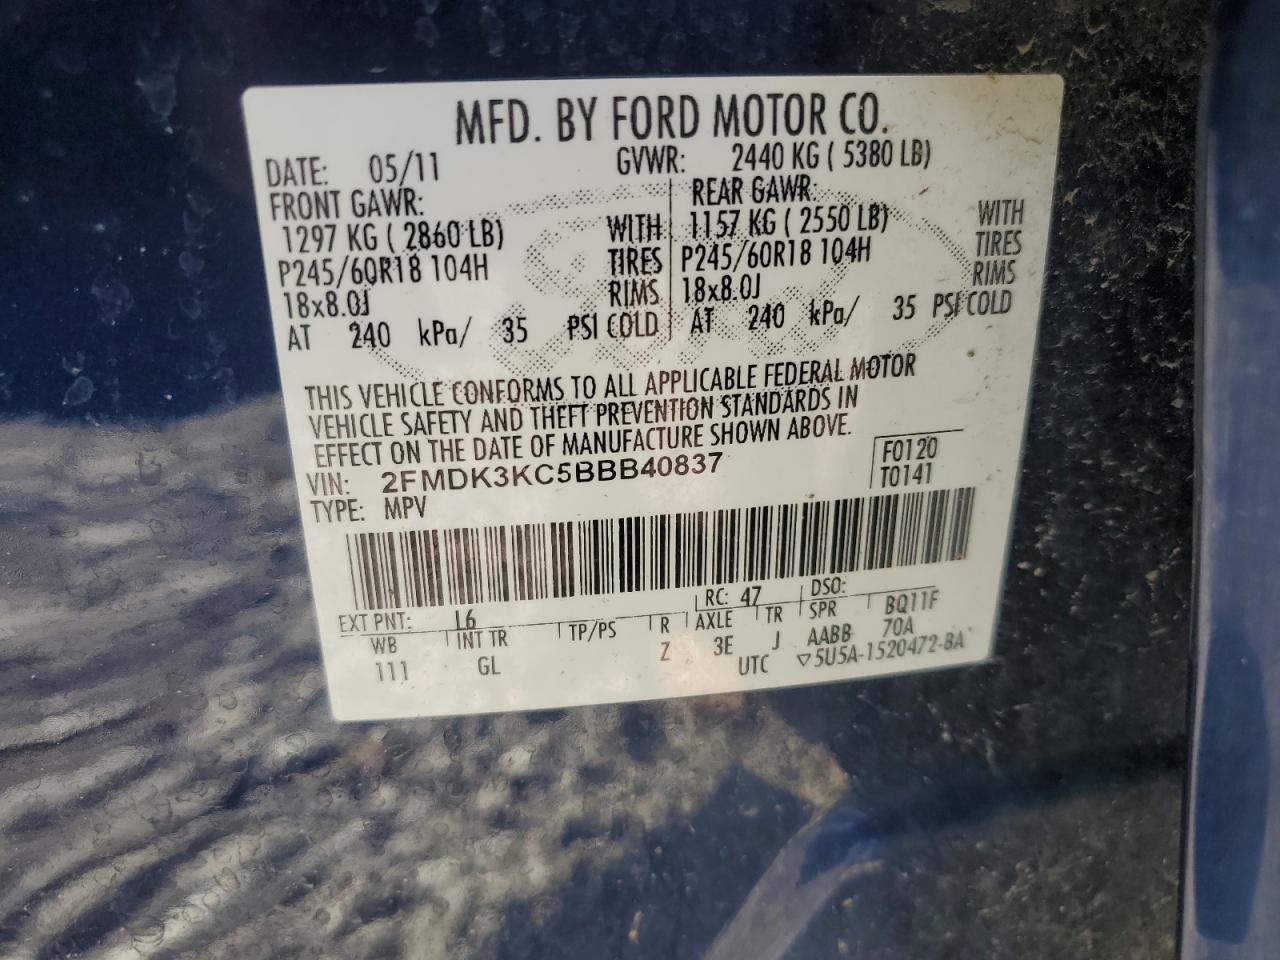 MFD. BY FORD MOTOR CO.
DATE: 05/11 GVWR: 2440 KG ( 5380 LB)
FRONT GAWR: REAR GAWR:
1297 KG ( 2860 LB) WITH 1157 KG ( 2550 LB) WITH
P245/60R18 104H TIRES P245/60R18 104H TIRES
18x8.0J RIMS 18x8.0J RIMS
AT 240 kPa/ 35 PSI COLD AT 240 kPa/ 35 PSI COLD
THIS VEHICLE CONFORMS TO ALL APPLICABLE FEDERAL MOTOR
VEHICLE SAFETY AND THEFT PREVENTION STANDARDS IN
EFFECT ON THE DATE OF MANUFACTURE SHOWN ABOVE.
VIN: 2FMDK3KC5BBB40837 F0120
TYPE: MPV T0141
EXT PNT: L6 RC: 47 DSO:
WB INT TR TP/PS R AXLE TR SPR BQ11F
111 GL Z 3E J AABB 70A
UTC ▽5U5A-1520472-BA